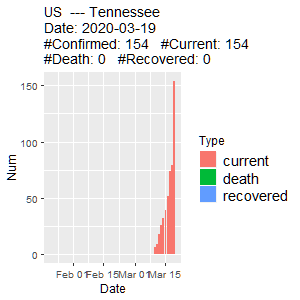 US  --- Tennessee
Date: 2020-03-19
#Confirmed: 154   #Current: 154
#Death: 0   #Recovered: 0
150
100
50
0
Num
Feb 01 Feb 15 Mar 01 Mar 15
Date
Type
current
death
recovered